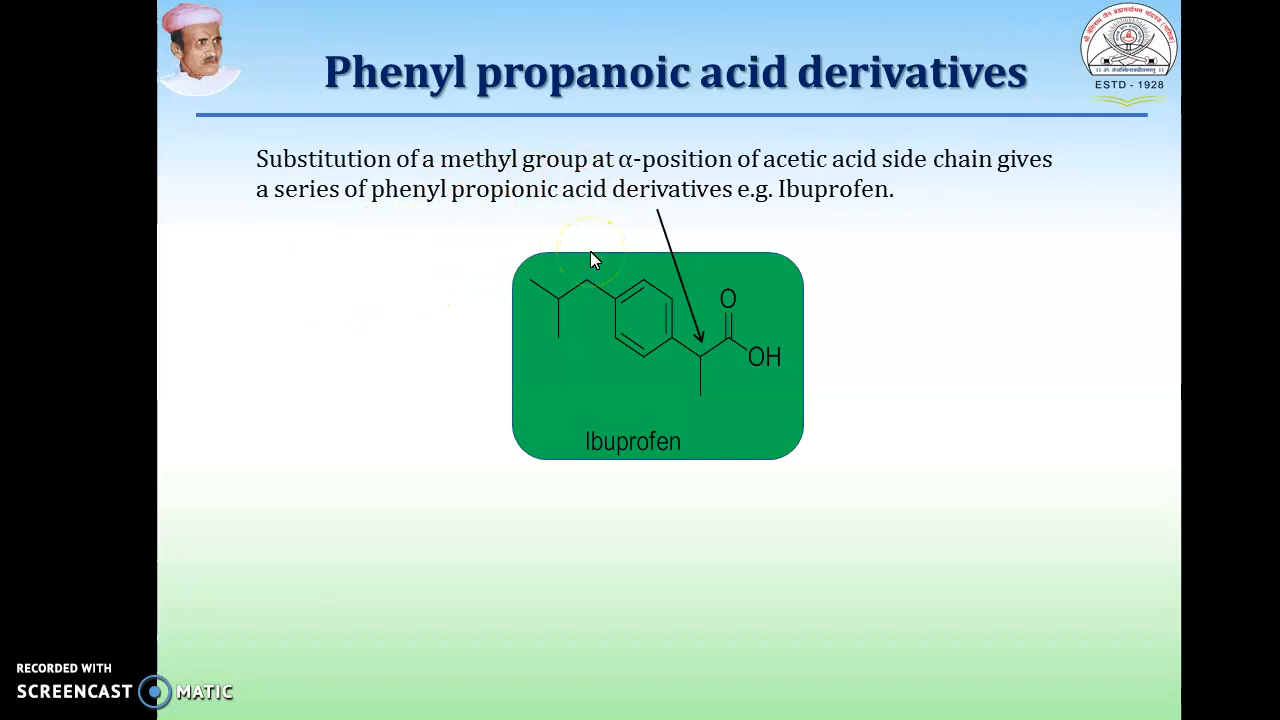 Phenyl propanoic acid derivatives
ESTD - 1928
Substitution of a methyl group at α-position of acetic acid side chain gives
a series of phenyl propionic acid derivatives e.g. Ibuprofen.
O
OH
Ibuprofen
RECORDED WITH
SCREENCAST MATIC